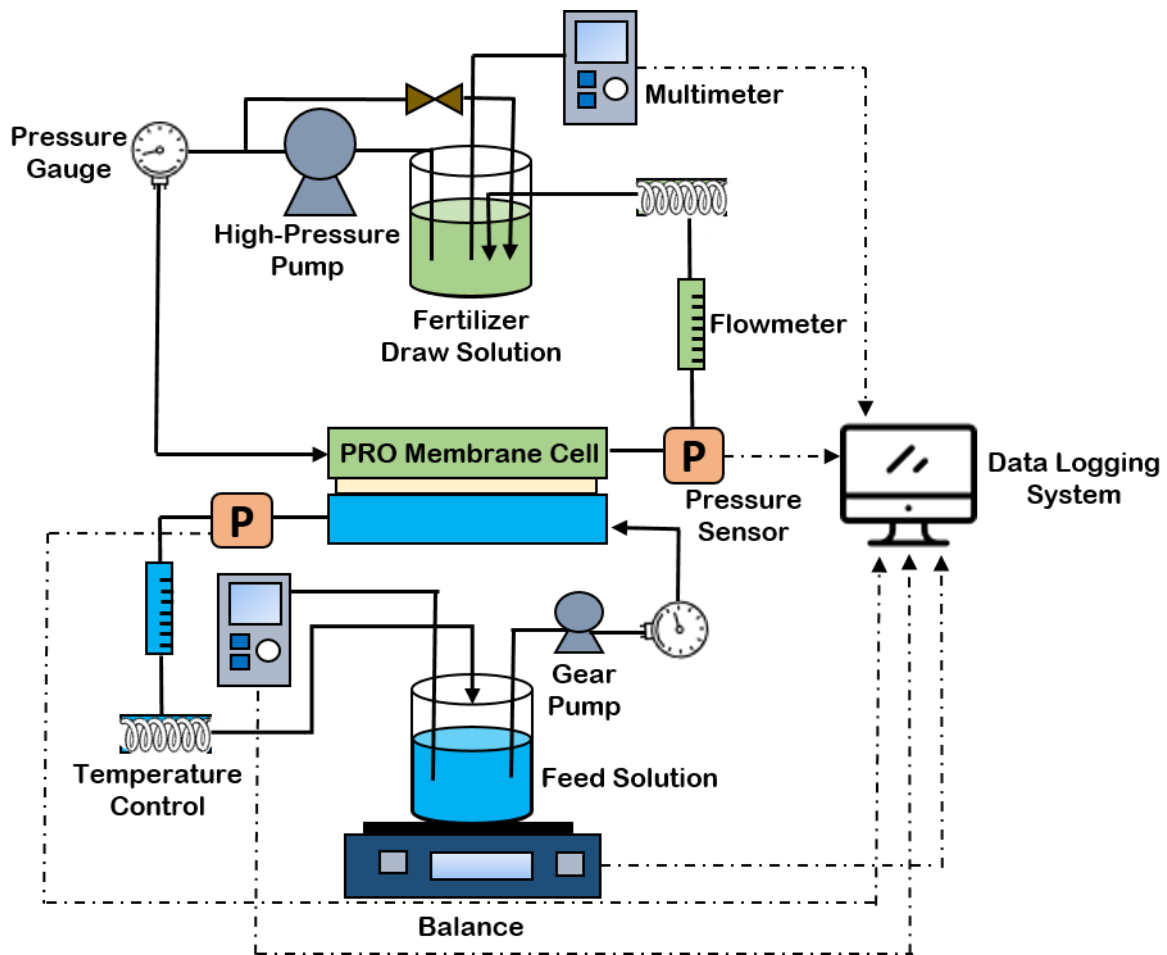 Multimeter
Pressure
Gauge
High-Pressure
Pump
Fertilizer
Draw Solution
Flowmeter
PRO Membrane Cell
P
Pressure
Sensor
Data Logging
System
P
Gear
Pump
Temperature
Control
Feed Solution
Balance